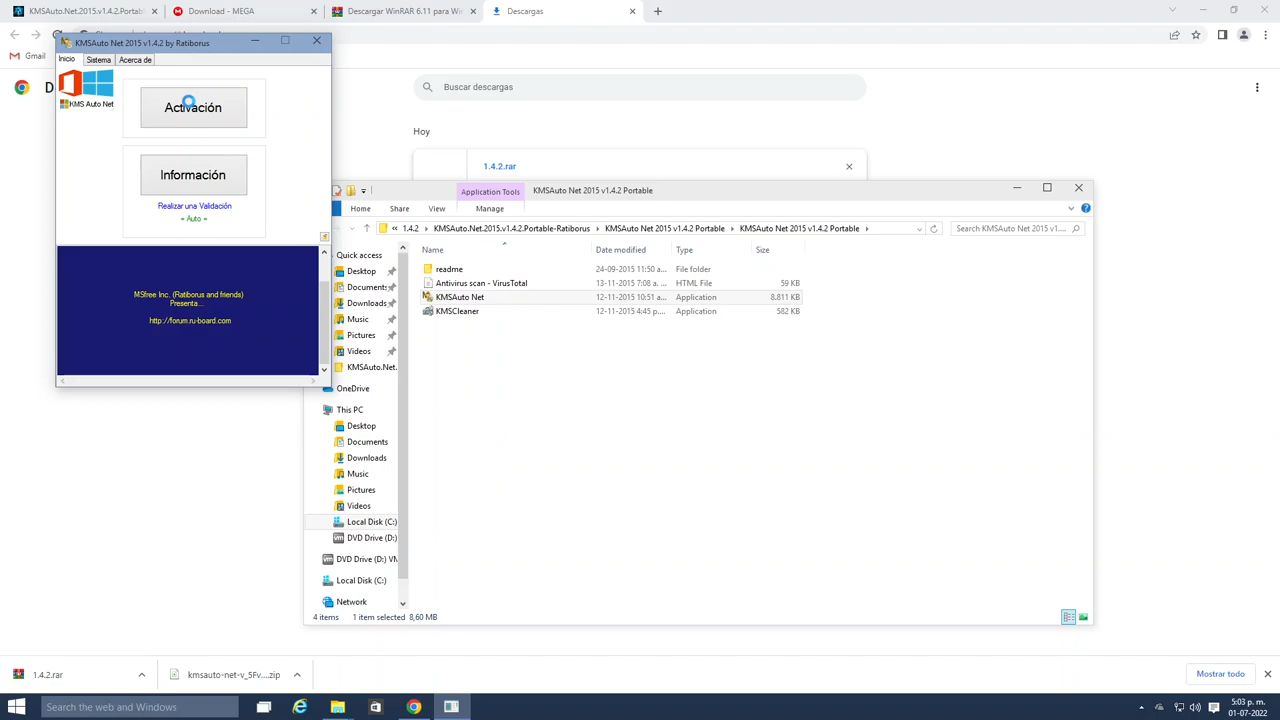 KMSAuto.Net.2015.v1.4.2.Portable
Download - MEGA
Descargar WinRAR 6.11 para Wi
Descargas
KMSAuto Net 2015 v1.4.2 by Ratiborus
Gmail
Inicio
Sistema
Acerca de
D
Buscar descargas
KMS Auto Net
Activación
Hoy
1.4.2.rar
Información
Realizar una Validación
= Auto =
Application Tools
KMSAuto Net 2015 v1.4.2 Portable
Home
Share
View
Manage
1.4.2
KMSAuto.Net.2015.v1.4.2.Portable-Ratiborus
KMSAuto Net 2015 v1.4.2 Portable
KMSAuto Net 2015 v1.4.2 Portable
Search KMSAuto Net 2015 v1....
Name
Date modified
Type
Size
Quick access
Desktop
Documents
Downloads
Music
Pictures
Videos
KMSAuto.Net.
OneDrive
This PC
Desktop
Documents
Downloads
Music
Pictures
Videos
Local Disk (C:)
DVD Drive (D:)
DVD Drive (D:) VM
Local Disk (C:)
Network
readme
24-09-2015 11:50 a...
File folder
Antivirus scan - VirusTotal
13-11-2015 7:08 a. ...
HTML File
59 KB
KMSAuto Net
12-11-2015 10:51 a...
Application
8.811 KB
KMSCleaner
12-11-2015 4:45 p....
Application
582 KB
MSfree Inc. (Ratiborus and friends)
Presenta...
http://forum.ru-board.com
4 items
1 item selected
8,60 MB
1.4.2.rar
kmsauto-net-v_5Fv....zip
Mostrar todo
Search the web and Windows
5:03 p. m.
01-07-2022